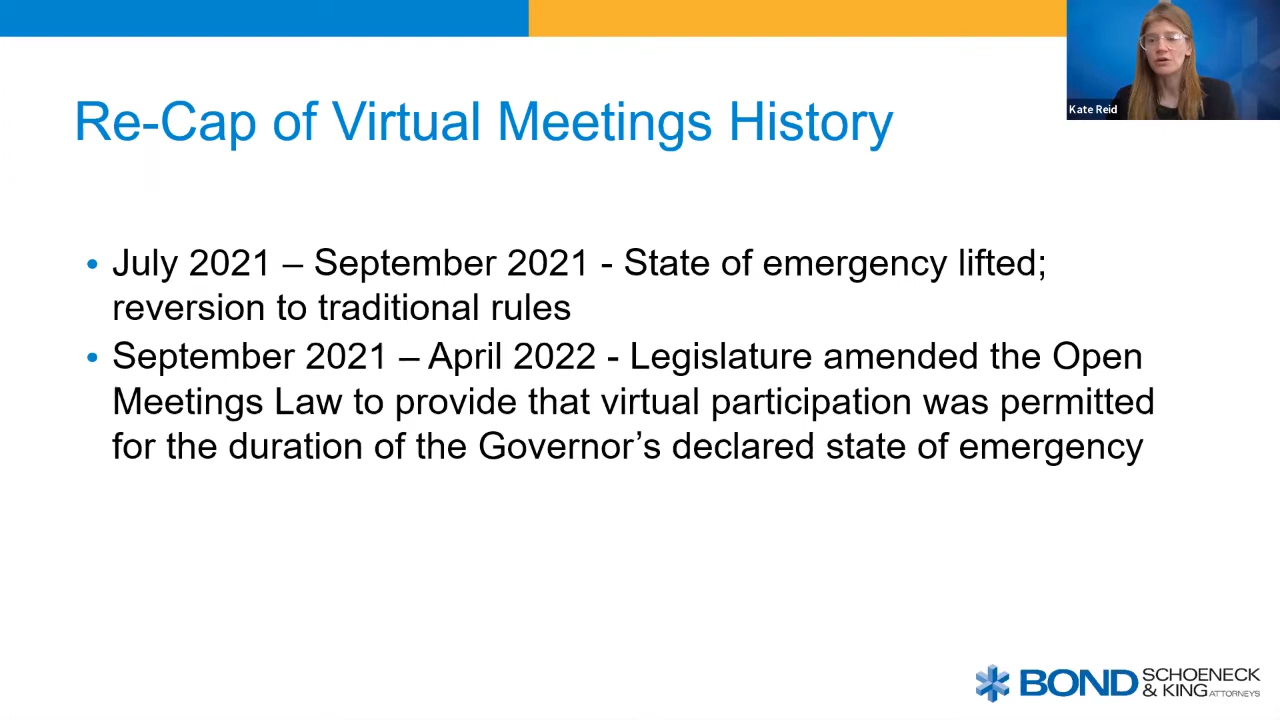 Kate Reid
Re-Cap of Virtual Meetings History
• July 2021 – September 2021 - State of emergency lifted;
reversion to traditional rules
• September 2021 – April 2022 - Legislature amended the Open
Meetings Law to provide that virtual participation was permitted
for the duration of the Governor’s declared state of emergency
BOND SCHOENECK
& KING ATTORNEYS